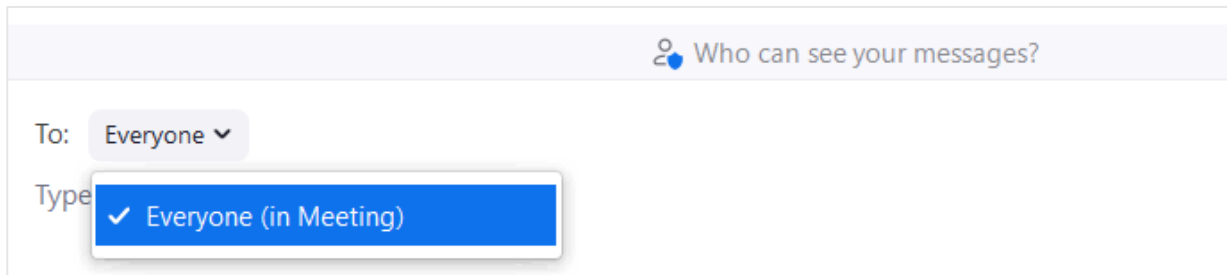 Who can see your messages?
To: Everyone
Type
Everyone (in Meeting)